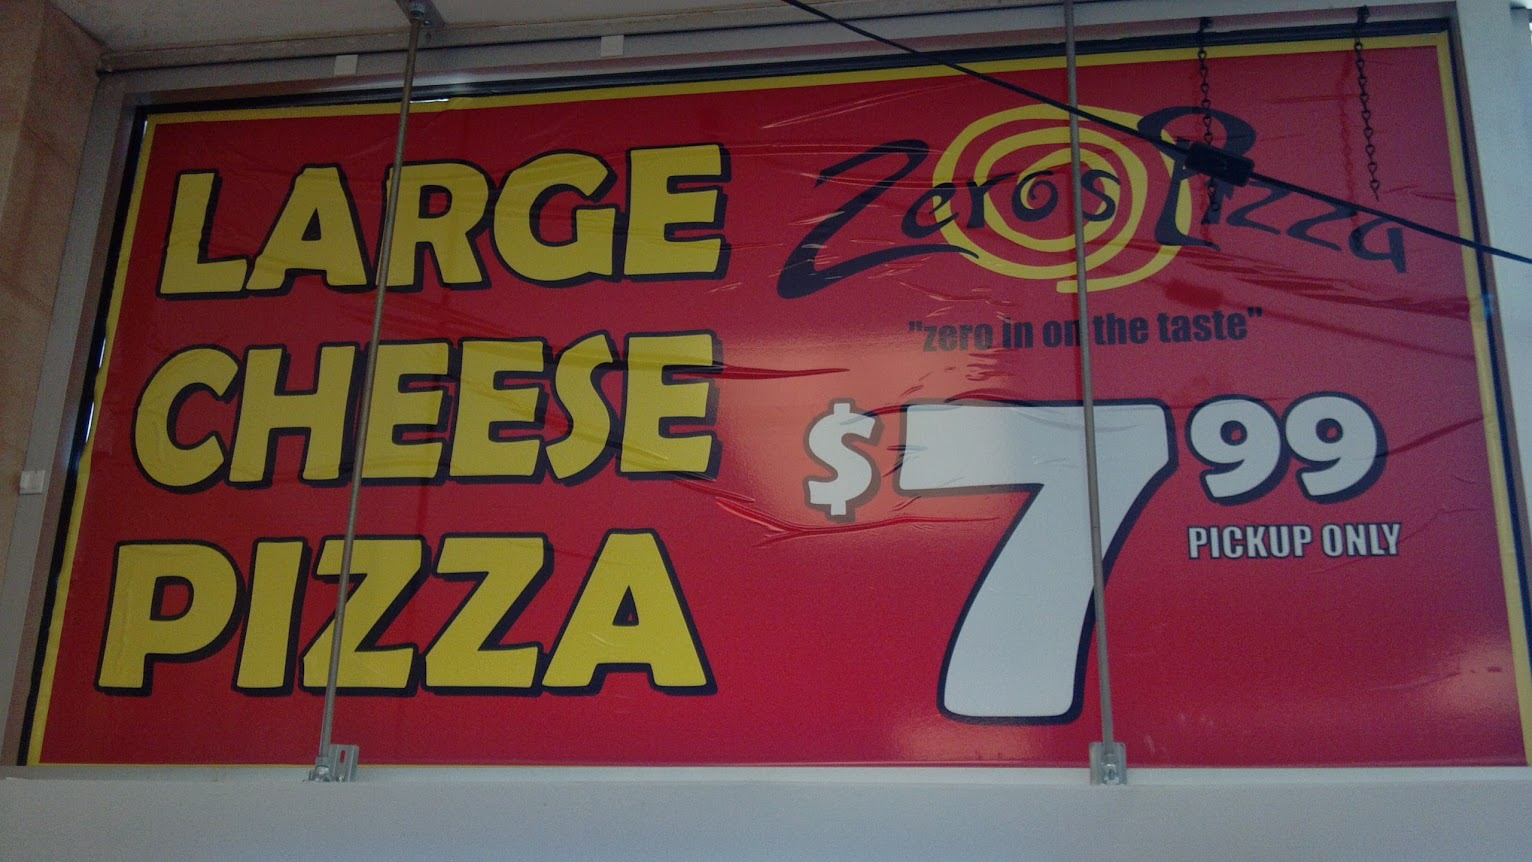 LARGE
CHEESE
PIZZA
Zeros Pizza
"zero in on the taste"
$7.99
PICKUP ONLY